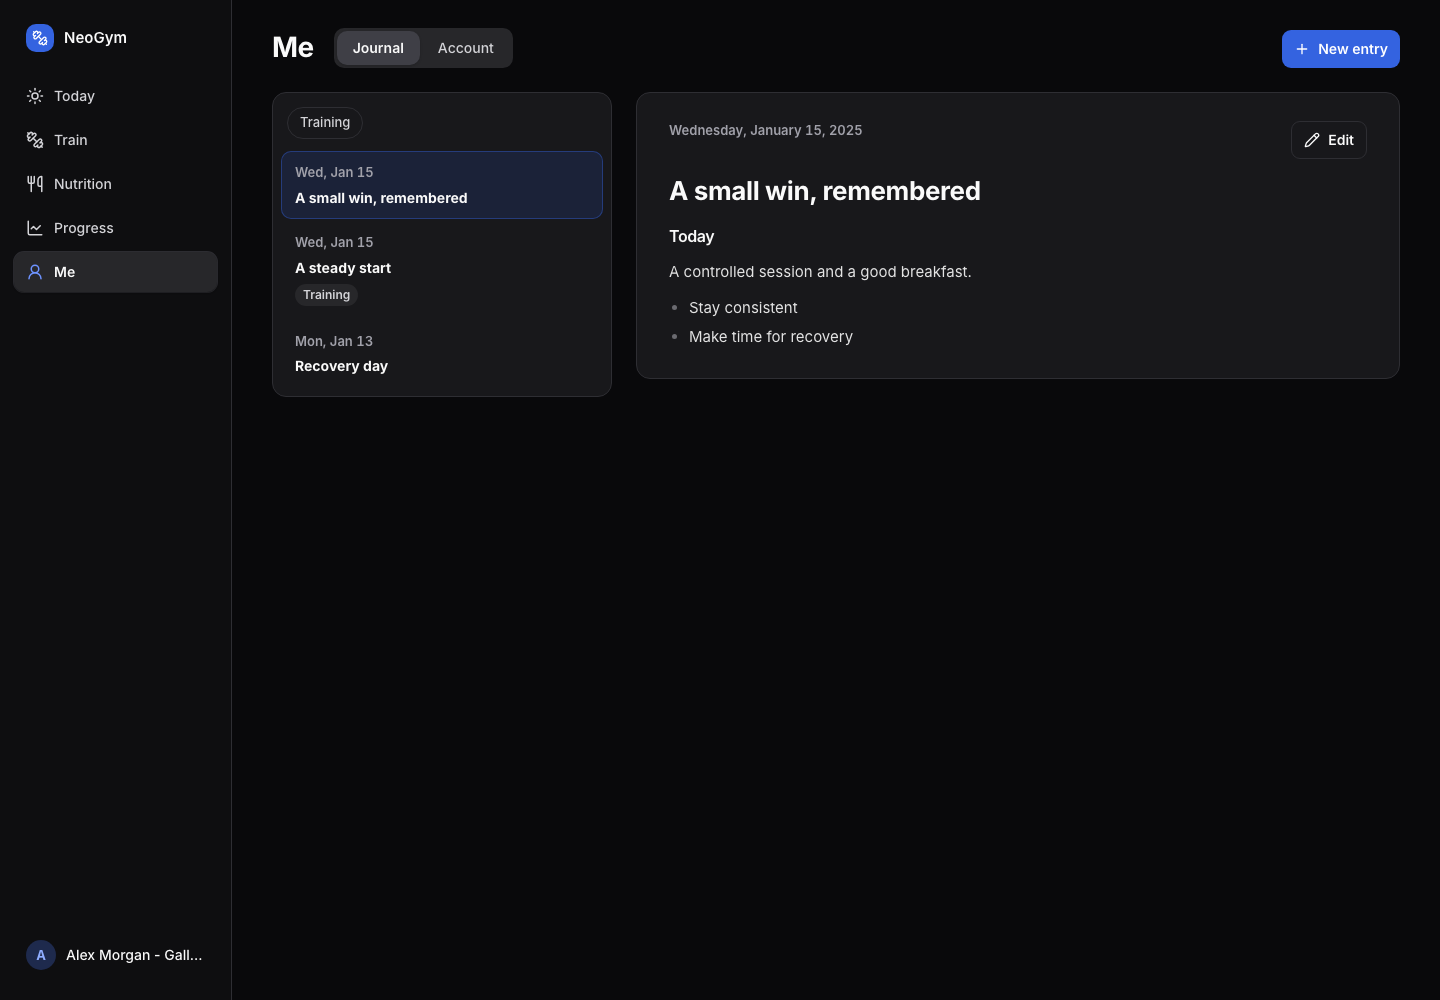 NeoGym
Today
Train
Nutrition
Progress
Me
A
Alex Morgan - Gall...
Me
Journal
Account
New entry
Training
Wed, Jan 15
A small win, remembered
Wed, Jan 15
A steady start
Training
Mon, Jan 13
Recovery day
Wednesday, January 15, 2025
Edit
A small win, remembered
Today
A controlled session and a good breakfast.
• Stay consistent
• Make time for recovery